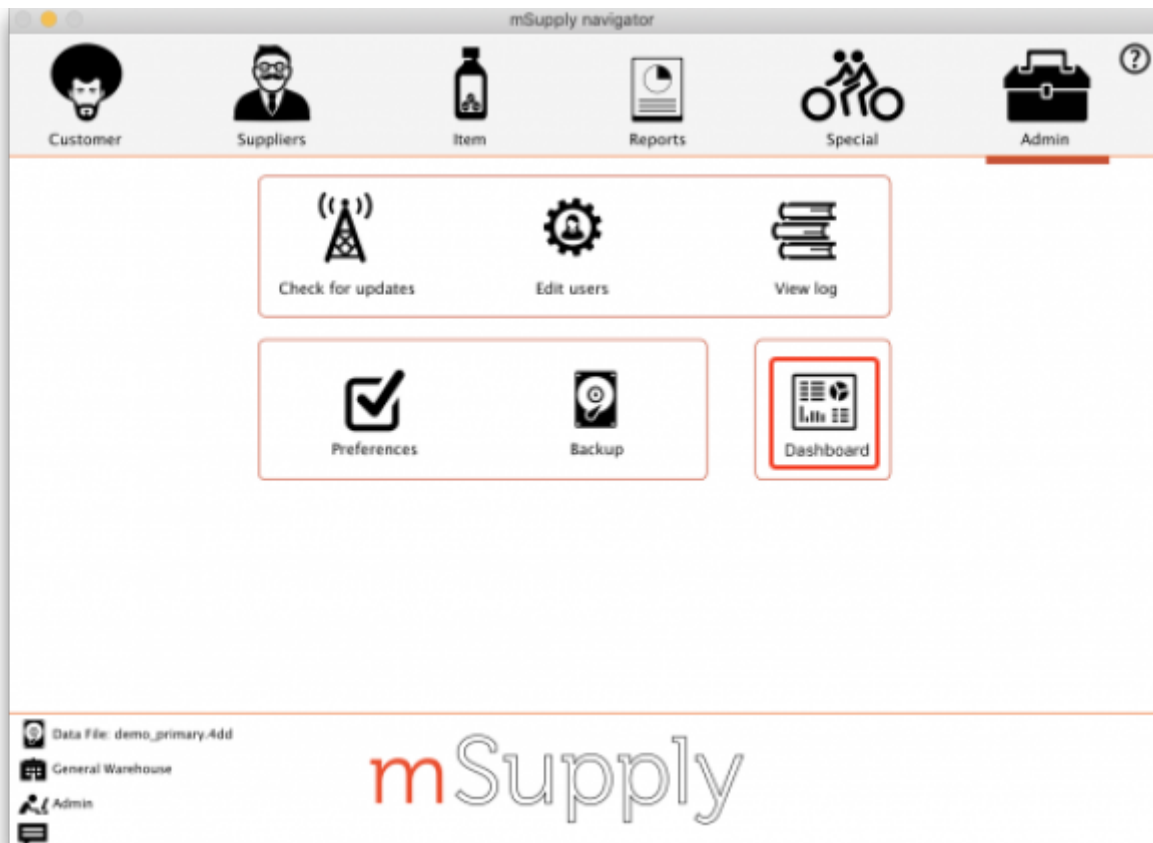 mSupply navigator
?
Customer Suppliers Item Reports Special Admin
Check for updates Edit users View log
Preferences Backup Dashboard
Data File: demo_primary.4dd
General Warehouse
Admin
mSupply